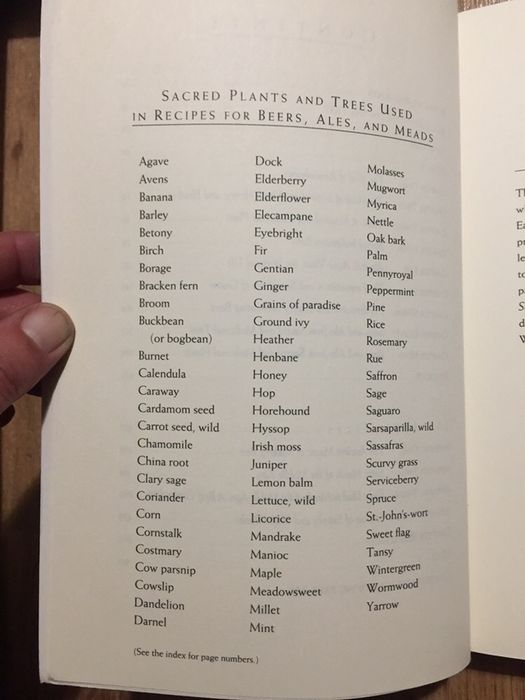 SACRED PLANTS AND TREES USED
IN RECIPES FOR BEERS, ALES, AND MEADS
Agave
Avens
Banana
Barley
Betony
Birch
Borage
Bracken fern
Broom
Buckbean
(or bogbean)
Burnet
Calendula
Caraway
Cardamom seed
Carrot seed, wild
Chamomile
China root
Clary sage
Coriander
Corn
Cornstalk
Costmary
Cow parsnip
Cowslip
Dandelion
Darnel
Dock
Elderberry
Elderflower
Elecampane
Eyebright
Fir
Gentian
Ginger
Grains of paradise
Ground ivy
Heather
Henbane
Honey
Hop
Horehound
Hyssop
Irish moss
Juniper
Lemon balm
Lettuce, wild
Licorice
Mandrake
Manioc
Maple
Meadowsweet
Millet
Mint
Molasses
Mugwort
Myrica
Nettle
Oak bark
Palm
Pennyroyal
Peppermint
Pine
Rice
Rosemary
Rue
Saffron
Sage
Saguaro
Sarsaparilla, wild
Sassafras
Scurvy grass
Serviceberry
Spruce
St.-John's-wort
Sweet flag
Tansy
Wintergreen
Wormwood
Yarrow
(See the index for page numbers.)